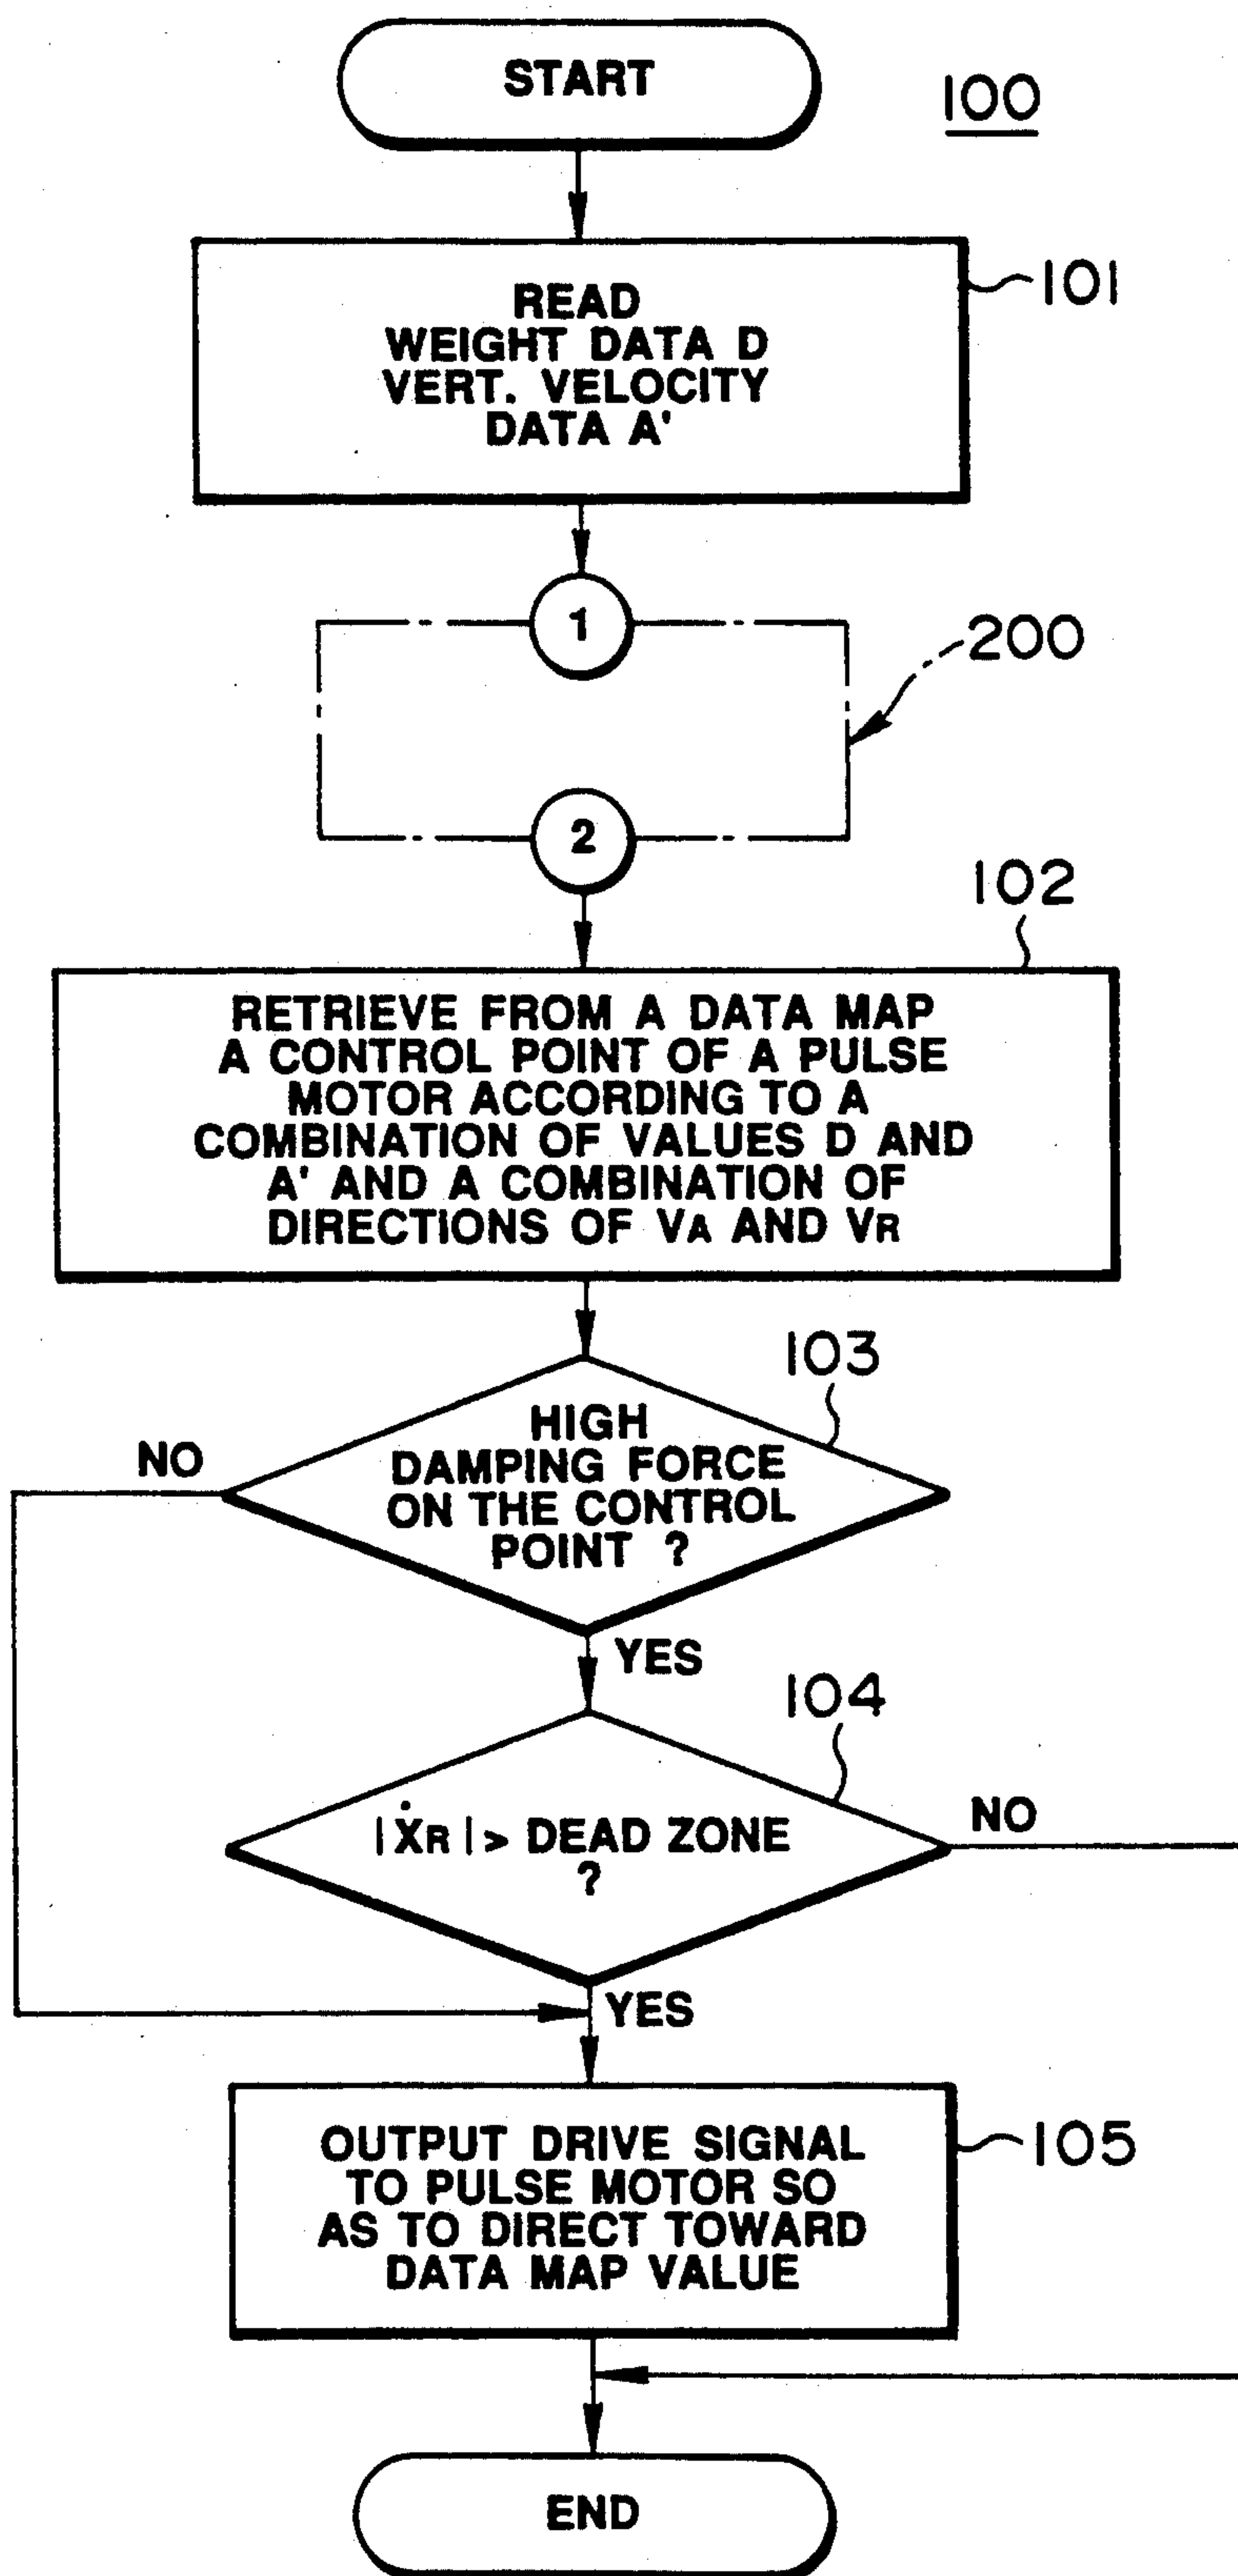 START
100
READ
WEIGHT DATA D
VERT. VELOCITY
DATA A'
101
1
200
2
102
RETRIEVE FROM A DATA MAP
A CONTROL POINT OF A PULSE
MOTOR ACCORDING TO A
COMBINATION OF VALUES D AND
A' AND A COMBINATION OF
DIRECTIONS OF VA AND VR
103
HIGH
DAMPING FORCE
ON THE CONTROL
POINT ?
NO
YES
104
|ẊR| > DEAD ZONE
?
NO
YES
105
OUTPUT DRIVE SIGNAL
TO PULSE MOTOR SO
AS TO DIRECT TOWARD
DATA MAP VALUE
END